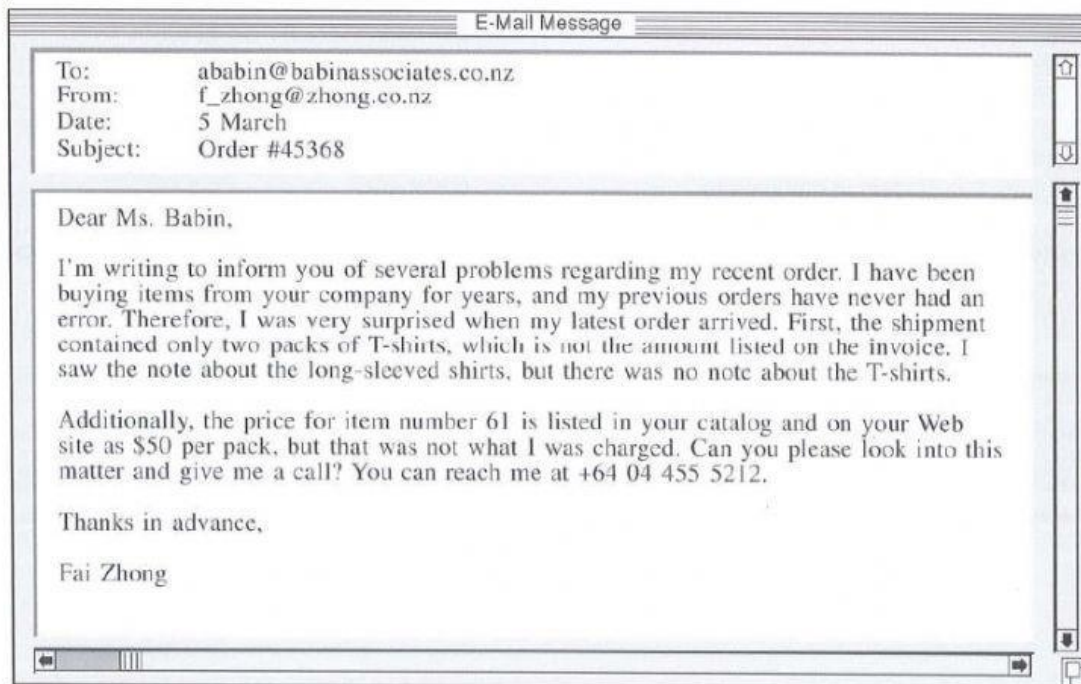 E-Mail Message
To: ababin@babinassociates.co.nz
From: f_zhong@zhong.co.nz
Date: 5 March
Subject: Order #45368
Dear Ms. Babin,
I'm writing to inform you of several problems regarding my recent order. I have been
buying items from your company for years, and my previous orders have never had an
error. Therefore, I was very surprised when my latest order arrived. First, the shipment
contained only two packs of T-shirts, which is not the amount listed on the invoice. I
saw the note about the long-sleeved shirts, but there was no note about the T-shirts.
Additionally, the price for item number 61 is listed in your catalog and on your Web
site as $50 per pack, but that was not what I was charged. Can you please look into this
matter and give me a call? You can reach me at +64 04 455 5212.
Thanks in advance,
Fai Zhong